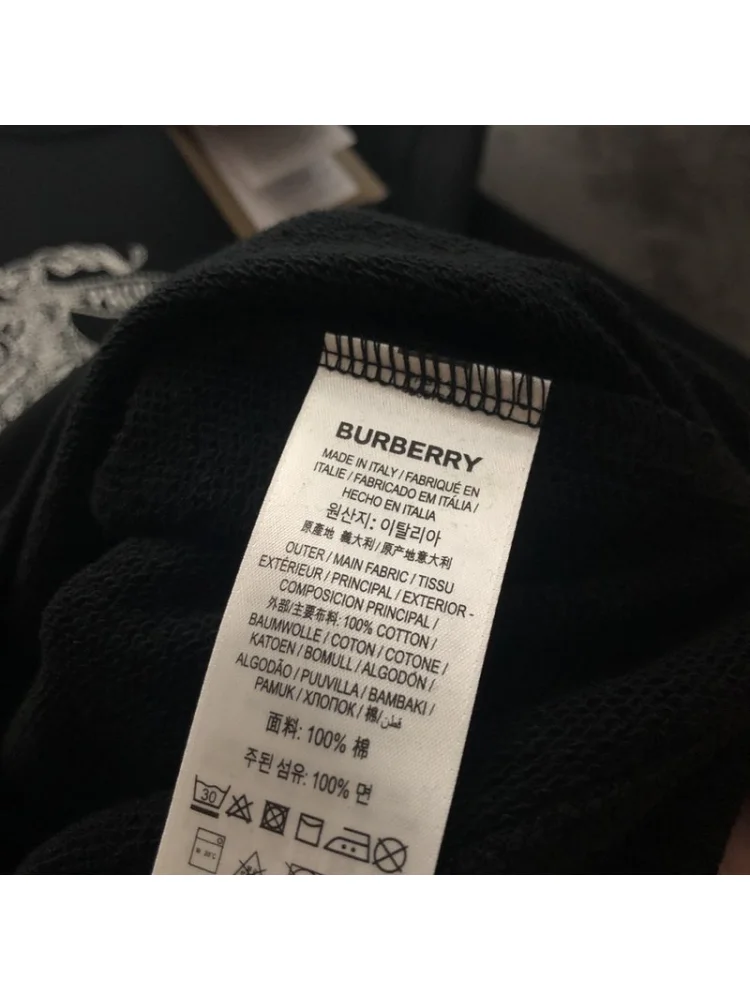 BURBERRY
MADE IN ITALY / FABRIQUÉ EN
ITALIE / FABRICADO EM ITÁLIA /
HECHO EN ITALIA
원산지: 이탈리아
原產地 義大利 / 原产地意大利
OUTER / MAIN FABRIC / TISSU
EXTÉRIEUR / PRINCIPAL / EXTERIOR -
COMPOSICION PRINCIPAL /
外部/主要布料: 100% COTTON /
BAUMWOLLE / COTON / COTONE /
KATOEN / BOMULL / ALGODÓN /
ALGODÃO / PUUVILLA / BAMBAKI /
PAMUK / ХЛОПОК / 棉/ قطن
面料: 100% 棉
주된 섬유: 100% 면
30